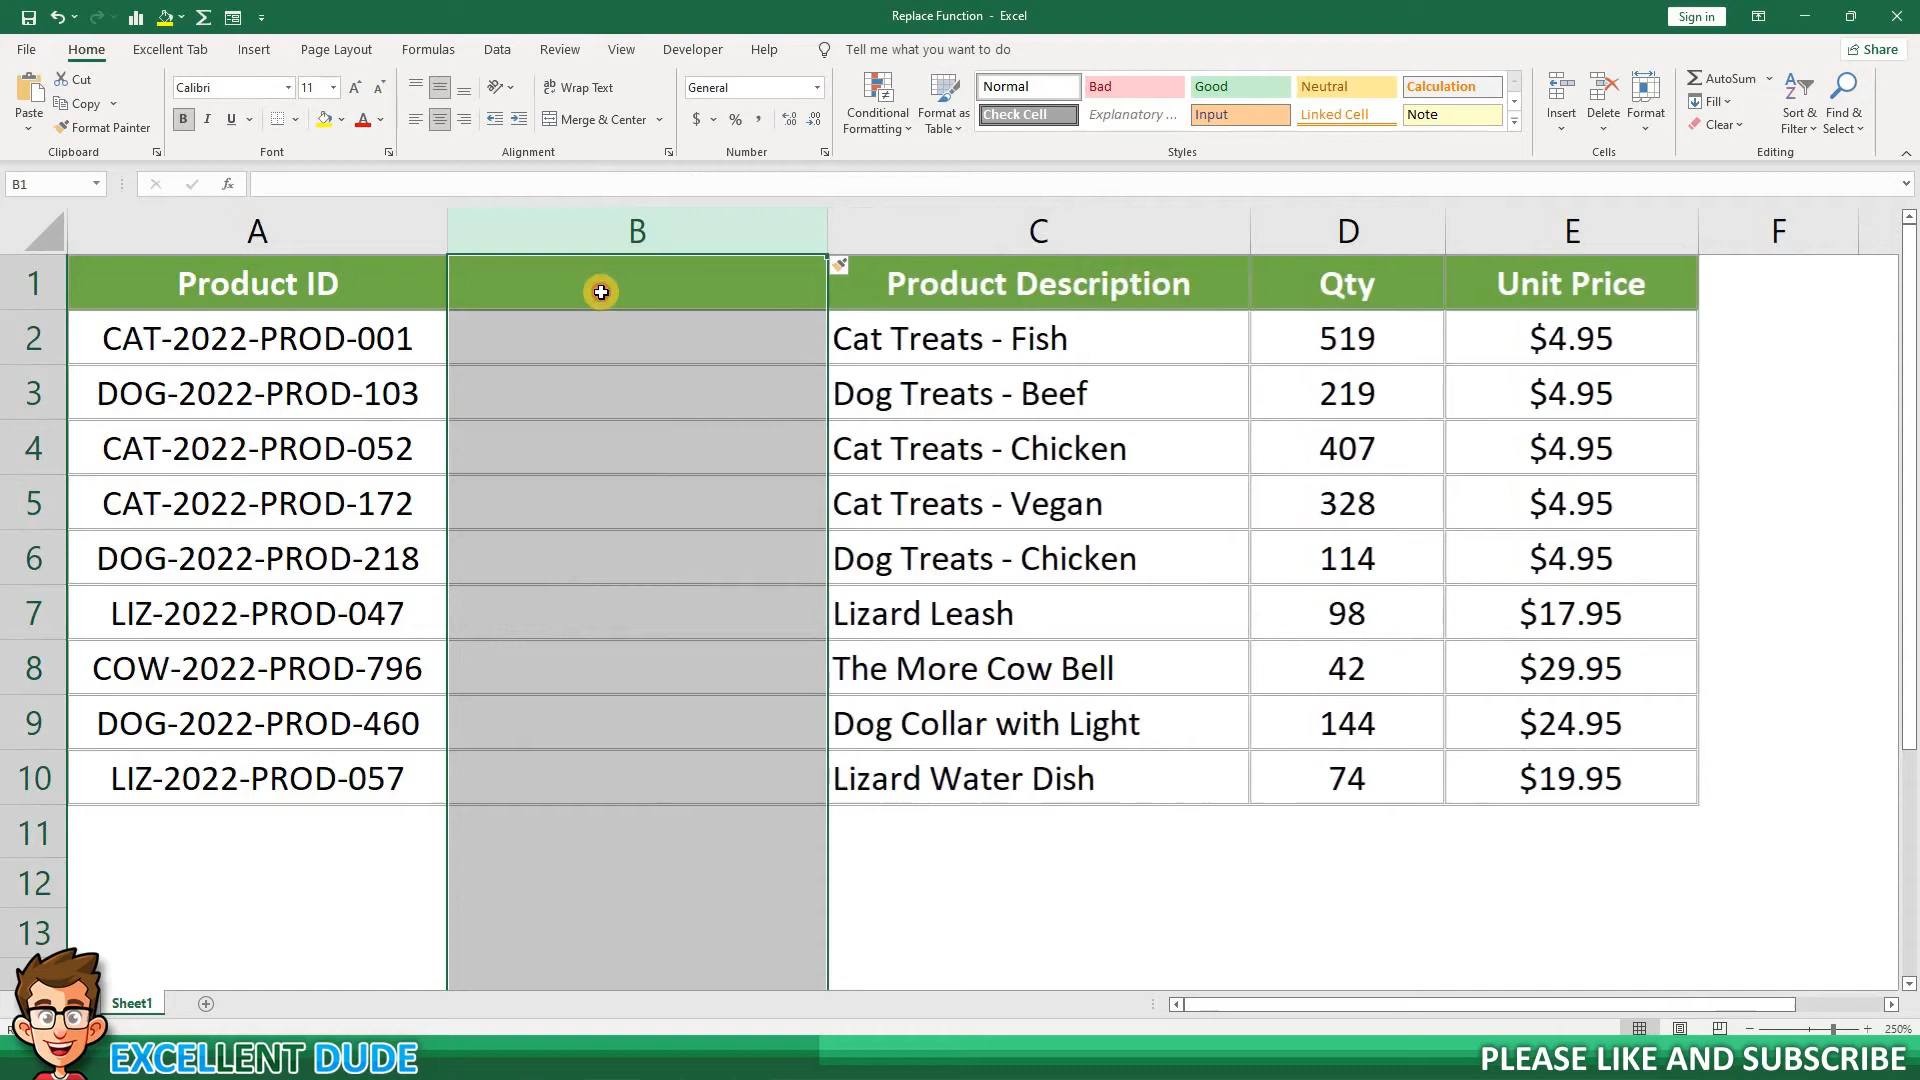 Replace Function - Excel
Sign in
File Home Excellent Tab Insert Page Layout Formulas Data Review View Developer Help Tell me what you want to do Share
Paste
Cut
Copy
Format Painter
Clipboard
Calibri 11
B I U A
Font
Wrap Text
Merge & Center
Alignment
General
$ % ,
Number
Conditional Formatting
Format as Table
Normal Bad Good Neutral Calculation
Check Cell Explanatory ... Input Linked Cell Note
Styles
Insert Delete Format
Cells
AutoSum
Fill
Clear
Sort & Filter
Find & Select
Editing
B1 fx
A B C D E F
1 Product ID Product Description Qty Unit Price
2 CAT-2022-PROD-001 Cat Treats - Fish 519 $4.95
3 DOG-2022-PROD-103 Dog Treats - Beef 219 $4.95
4 CAT-2022-PROD-052 Cat Treats - Chicken 407 $4.95
5 CAT-2022-PROD-172 Cat Treats - Vegan 328 $4.95
6 DOG-2022-PROD-218 Dog Treats - Chicken 114 $4.95
7 LIZ-2022-PROD-047 Lizard Leash 98 $17.95
8 COW-2022-PROD-796 The More Cow Bell 42 $29.95
9 DOG-2022-PROD-460 Dog Collar with Light 144 $24.95
10 LIZ-2022-PROD-057 Lizard Water Dish 74 $19.95
11
12
13
Sheet1
250%
EXCELLENT DUDE
PLEASE LIKE AND SUBSCRIBE